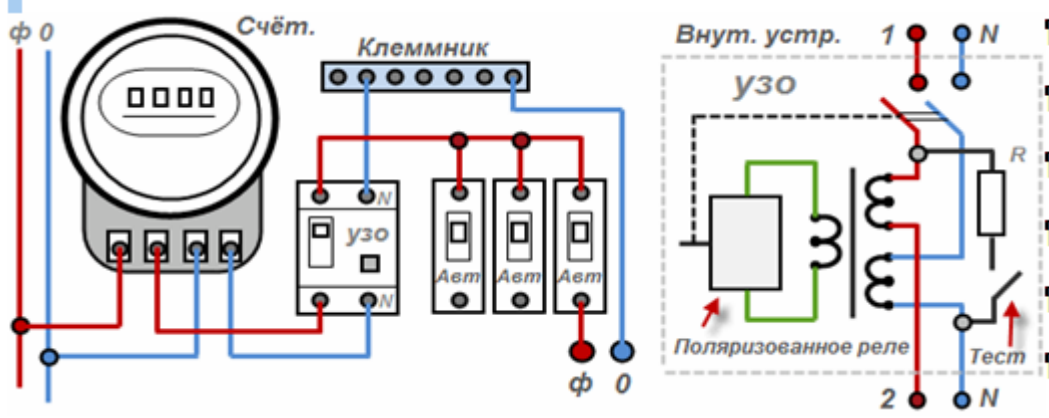 ф 0
Счёт.
Клеммник
0000
N
узо
N
Авт
Авт
Авт
ф 0
Внут. устр.
1 N
узо
R
Поляризованное реле
Тест
2 N